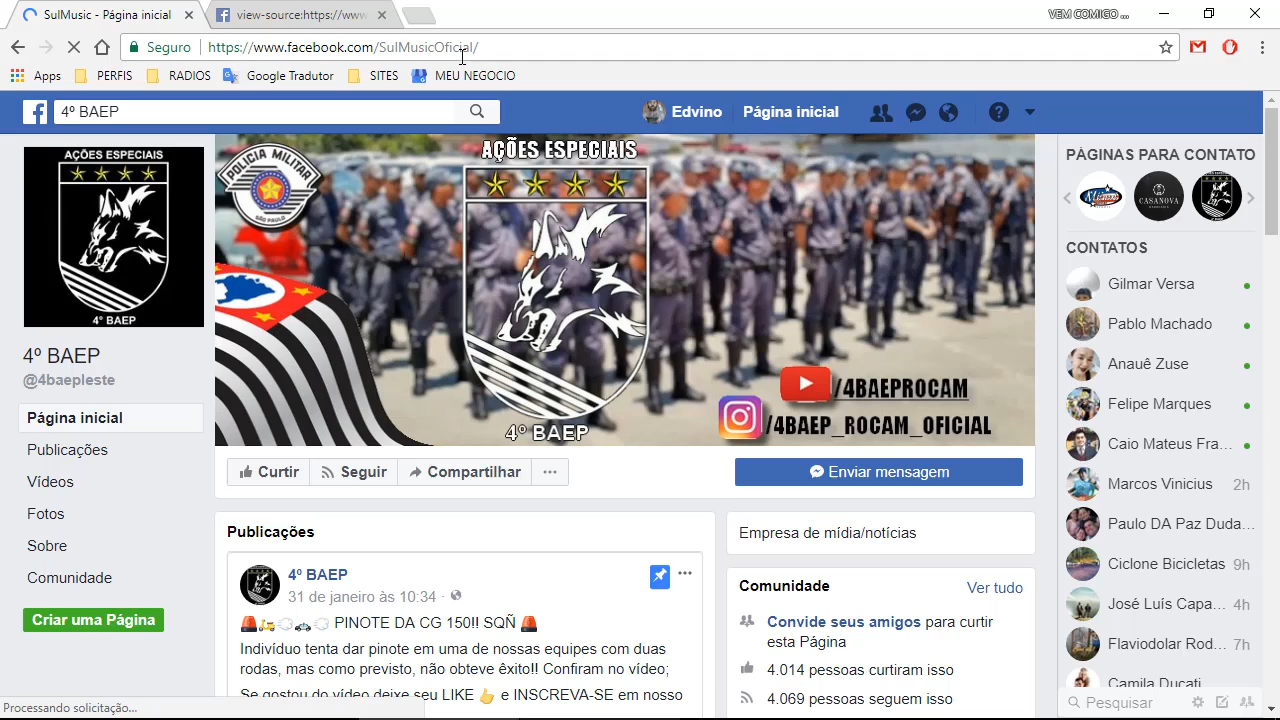 SulMusic - Página inicial
view-source:https://www
VEM COMIGO ...
Seguro
https://www.facebook.com/SulMusicOficial/
Apps
PERFIS
RADIOS
Google Tradutor
SITES
MEU NEGOCIO
4º BAEP
Edvino
Página inicial
AÇÕES ESPECIAIS
4º BAEP
POLICIA MILITAR
SÃO PAULO
AÇÕES ESPECIAIS
4º BAEP
/4BAEPROCAM
/4BAEP_ROCAM_OFICIAL
4º BAEP
@4baepleste
Página inicial
Publicações
Vídeos
Fotos
Sobre
Comunidade
Criar uma Página
Curtir
Seguir
Compartilhar
Enviar mensagem
Publicações
4º BAEP
31 de janeiro às 10:34 ·
PINOTE DA CG 150!! SQÑ
Indivíduo tenta dar pinote em uma de nossas equipes com duas
rodas, mas como previsto, não obteve êxito!! Confiram no vídeo;
Se gostou do vídeo deixe seu LIKE e INSCREVA-SE em nosso
Empresa de mídia/notícias
Comunidade
Ver tudo
Convide seus amigos para curtir
esta Página
4.014 pessoas curtiram isso
4.069 pessoas seguem isso
PÁGINAS PARA CONTATO
CASANOVA
CONTATOS
Gilmar Versa
Pablo Machado
Anauê Zuse
Felipe Marques
Caio Mateus Fra...
Marcos Vinicius 2h
Paulo DA Paz Duda...
Ciclone Bicicletas 9h
José Luís Capa... 4h
Flaviodolar Rod... 7h
Camila Ducati
Pesquisar
Processando solicitação...